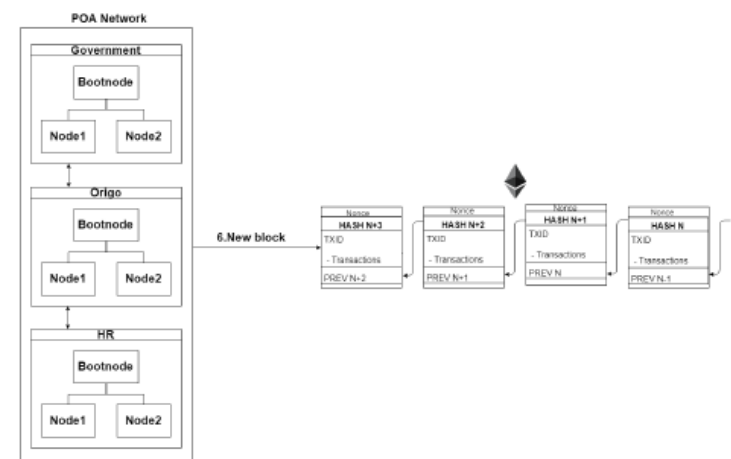 POA Network
Government
Bootnode
Node1 Node2
Origo
Bootnode
Node1 Node2
HR
Bootnode
Node1 Node2
6.New block
Nonce
HASH N+3
TXID
- Transactions
PREV N+2
Nonce
HASH N+2
TXID
- Transactions
PREV N+1
Nonce
HASH N+1
TXID
- Transactions
PREV N
Nonce
HASH N
TXID
- Transactions
PREV N-1